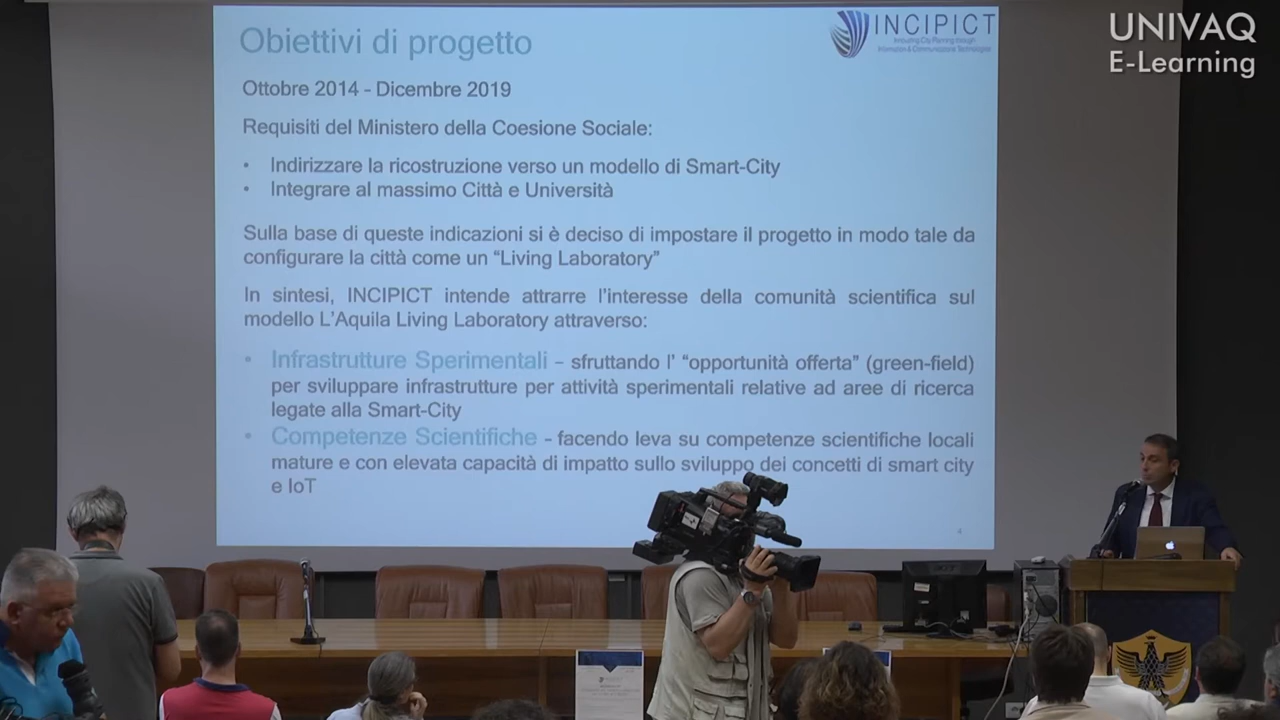 Obiettivi di progetto
INCIPICT
UNIVAQ
E-Learning
Ottobre 2014 - Dicembre 2019
Requisiti del Ministero della Coesione Sociale:
• Indirizzare la ricostruzione verso un modello di Smart-City
• Integrare al massimo Città e Università
Sulla base di queste indicazioni si è deciso di impostare il progetto in modo tale da
configurare la città come un “Living Laboratory”
In sintesi, INCIPICT intende attrarre l’interesse della comunità scientifica sul
modello L’Aquila Living Laboratory attraverso:
• Infrastrutture Sperimentali – sfruttando l’ “opportunità offerta” (green-field)
per sviluppare infrastrutture per attività sperimentali relative ad aree di ricerca
legate alla Smart-City
• Competenze Scientifiche - facendo leva su competenze scientifiche locali
mature e con elevata capacità di impatto sullo sviluppo dei concetti di smart city
e IoT
4